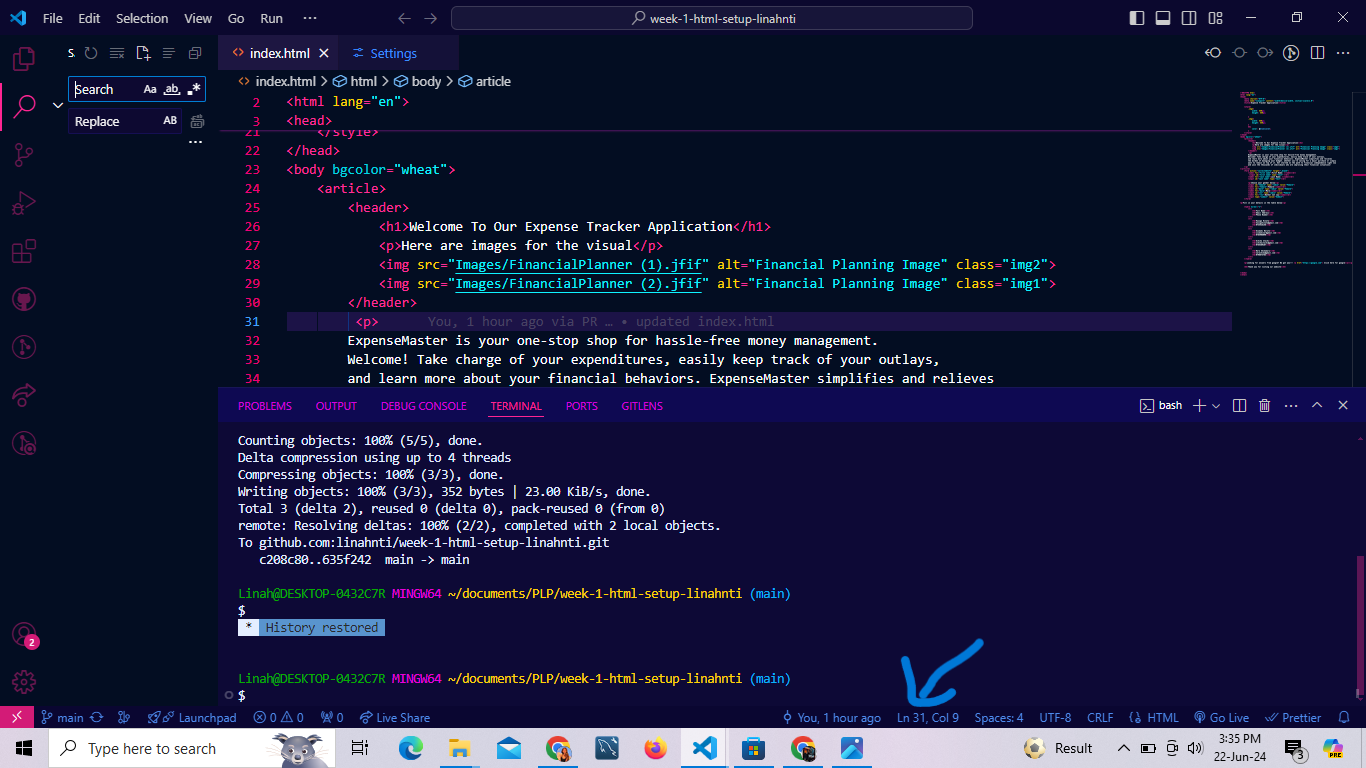 File Edit Selection View Go Run ··· week-1-html-setup-linahnti
S. index.html Settings
Search Aa ab
Replace AB
index.html > html > body > article
2 <html lang="en">
3 <head>
21 </style>
22 </head>
23 <body bgcolor="wheat">
24 <article>
25 <header>
26 <h1>Welcome To Our Expense Tracker Application</h1>
27 <p>Here are images for the visual</p>
28 <img src="Images/FinancialPlanner (1).jfif" alt="Financial Planning Image" class="img2">
29 <img src="Images/FinancialPlanner (2).jfif" alt="Financial Planning Image" class="img1">
30 </header>
31 <p> You, 1 hour ago via PR … • updated index.html
32 ExpenseMaster is your one-stop shop for hassle-free money management.
33 Welcome! Take charge of your expenditures, easily keep track of your outlays,
34 and learn more about your financial behaviors. ExpenseMaster simplifies and relieves
PROBLEMS OUTPUT DEBUG CONSOLE TERMINAL PORTS GITLENS bash
Counting objects: 100% (5/5), done.
Delta compression using up to 4 threads
Compressing objects: 100% (3/3), done.
Writing objects: 100% (3/3), 352 bytes | 23.00 KiB/s, done.
Total 3 (delta 2), reused 0 (delta 0), pack-reused 0 (from 0)
remote: Resolving deltas: 100% (2/2), completed with 2 local objects.
To github.com:linahnti/week-1-html-setup-linahnti.git
c208c80..635f242 main -> main
Linah@DESKTOP-0432C7R MINGW64 ~/documents/PLP/week-1-html-setup-linahnti (main)
$
* History restored
Linah@DESKTOP-0432C7R MINGW64 ~/documents/PLP/week-1-html-setup-linahnti (main)
$
2
main Launchpad 0 0 0 Live Share You, 1 hour ago Ln 31, Col 9 Spaces: 4 UTF-8 CRLF HTML Go Live Prettier
Type here to search Result 3:35 PM
22-Jun-24 3 PRE